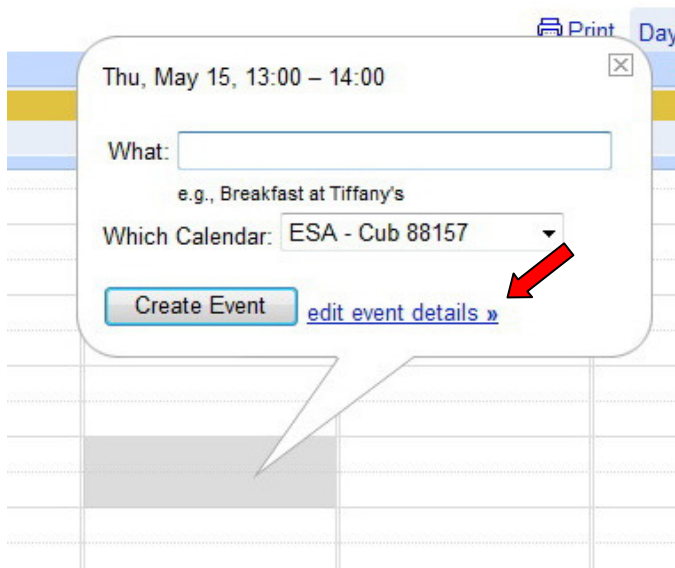 Print Day
Thu, May 15, 13:00 – 14:00
What:
e.g., Breakfast at Tiffany's
Which Calendar: ESA - Cub 88157
Create Event edit event details »